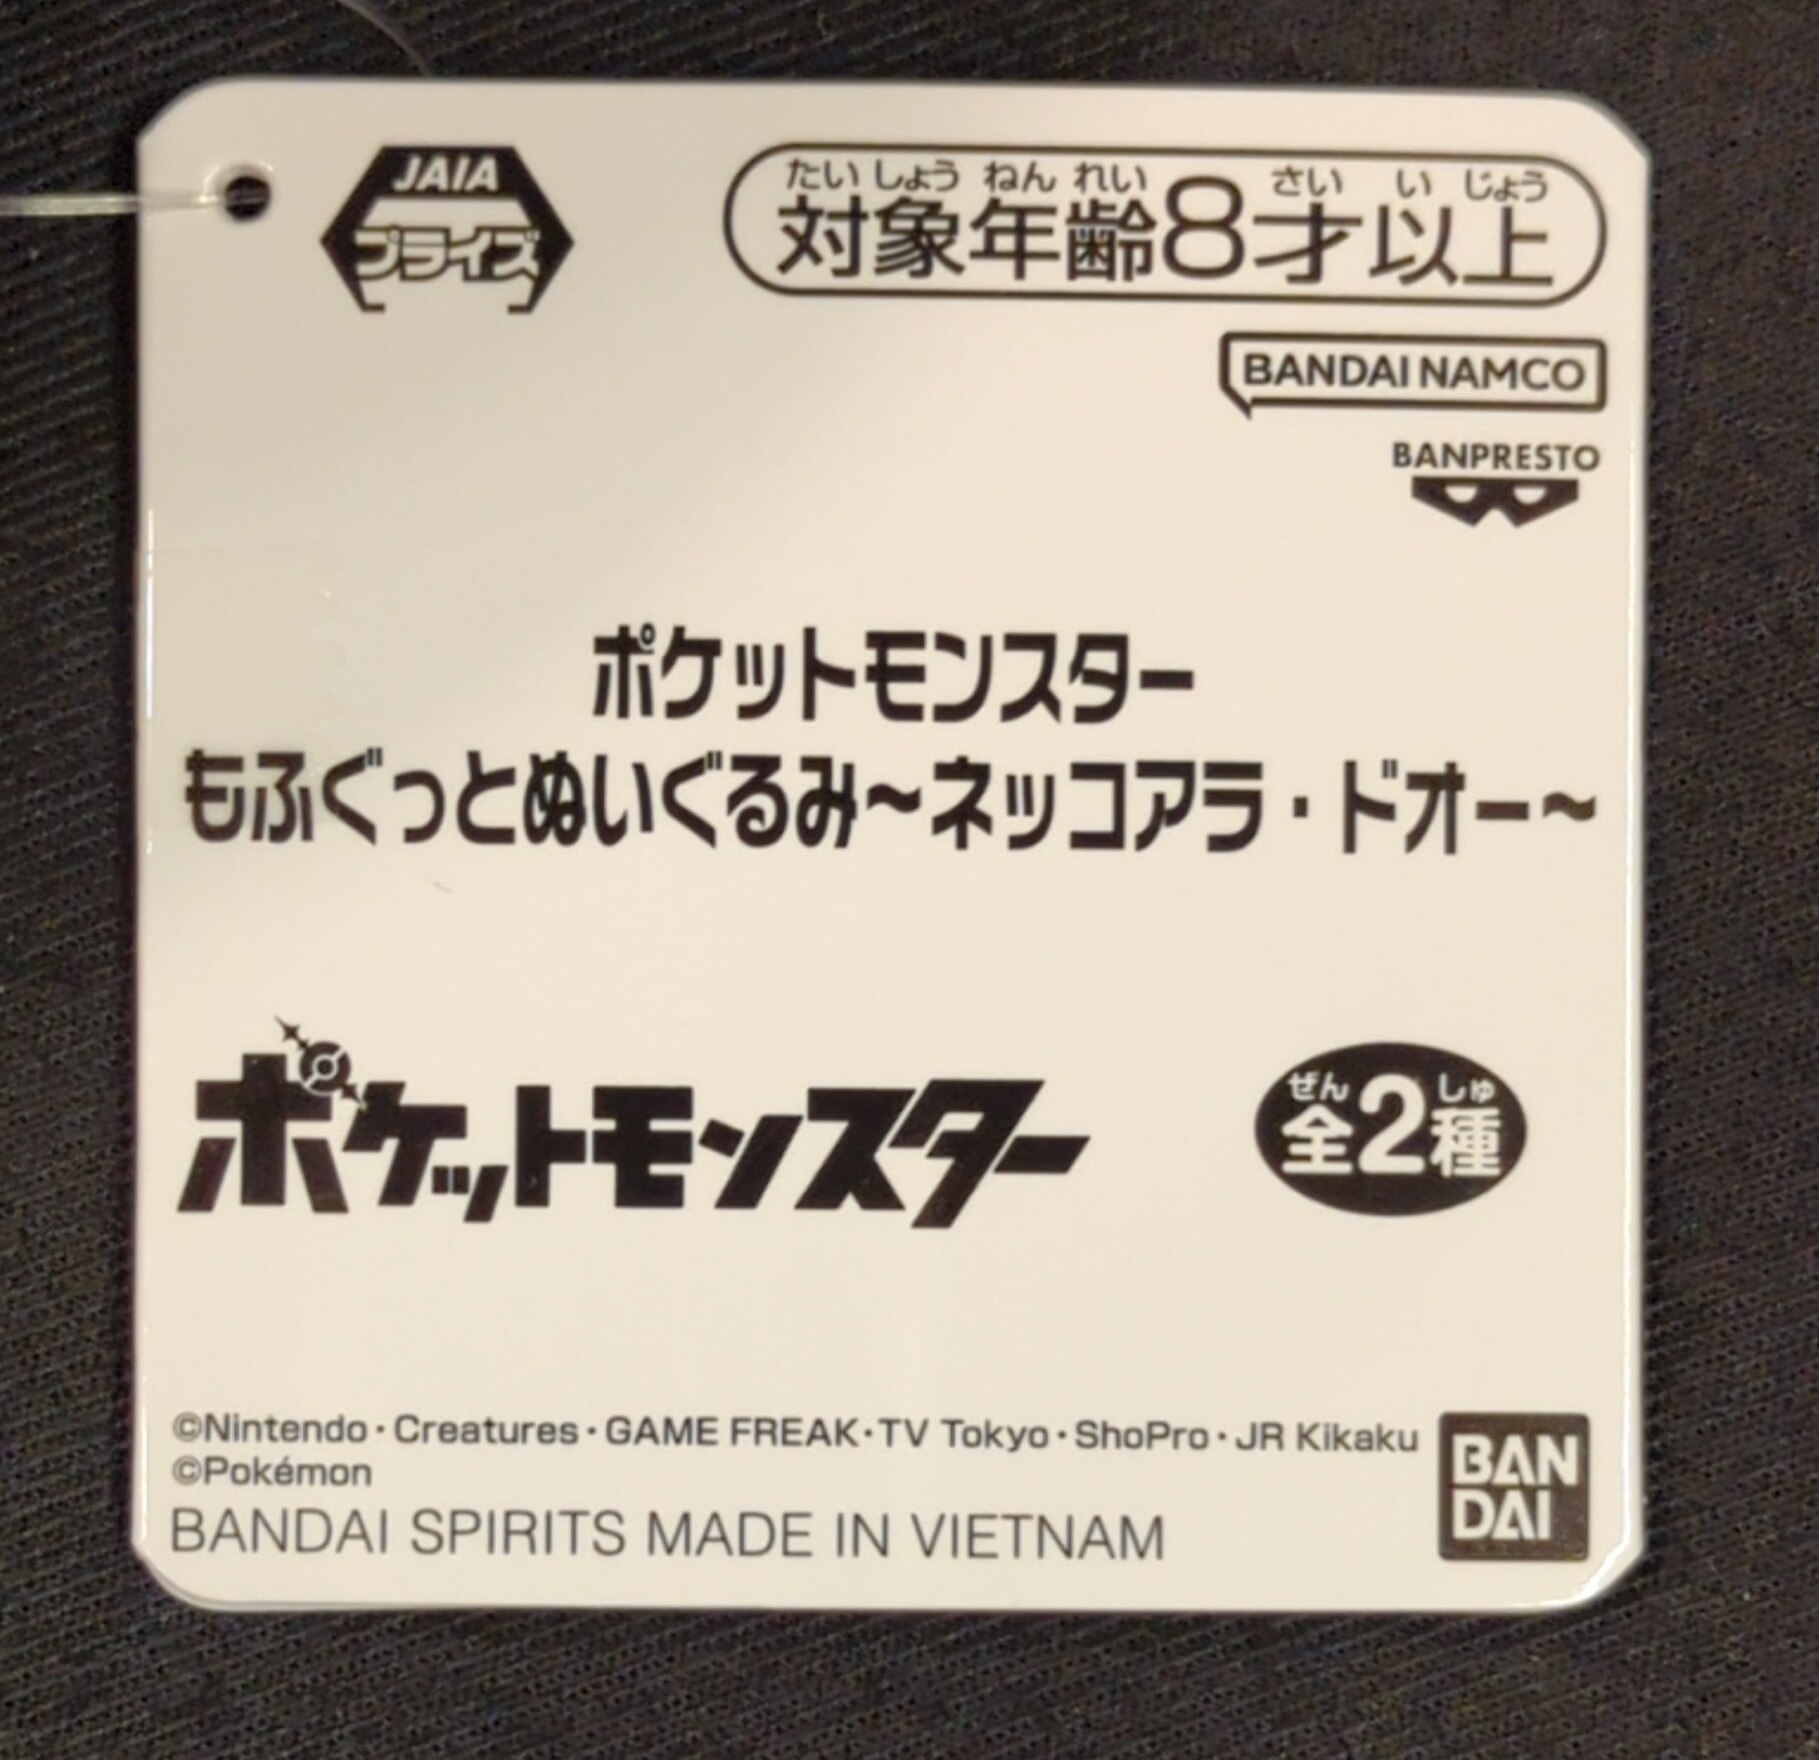 JAIA
プライズ
たいしょうねんれい さいいじょう
対象年齢8才以上
BANDAI NAMCO
BANPRESTO
ポケットモンスター
もふぐっとぬいぐるみ～ネッコアラ・ドオー～
ポケットモンスター
ぜん しゅ
全2種
©Nintendo・Creatures・GAME FREAK・TV Tokyo・ShoPro・JR Kikaku
©Pokémon
BANDAI SPIRITS MADE IN VIETNAM
BAN
DAI